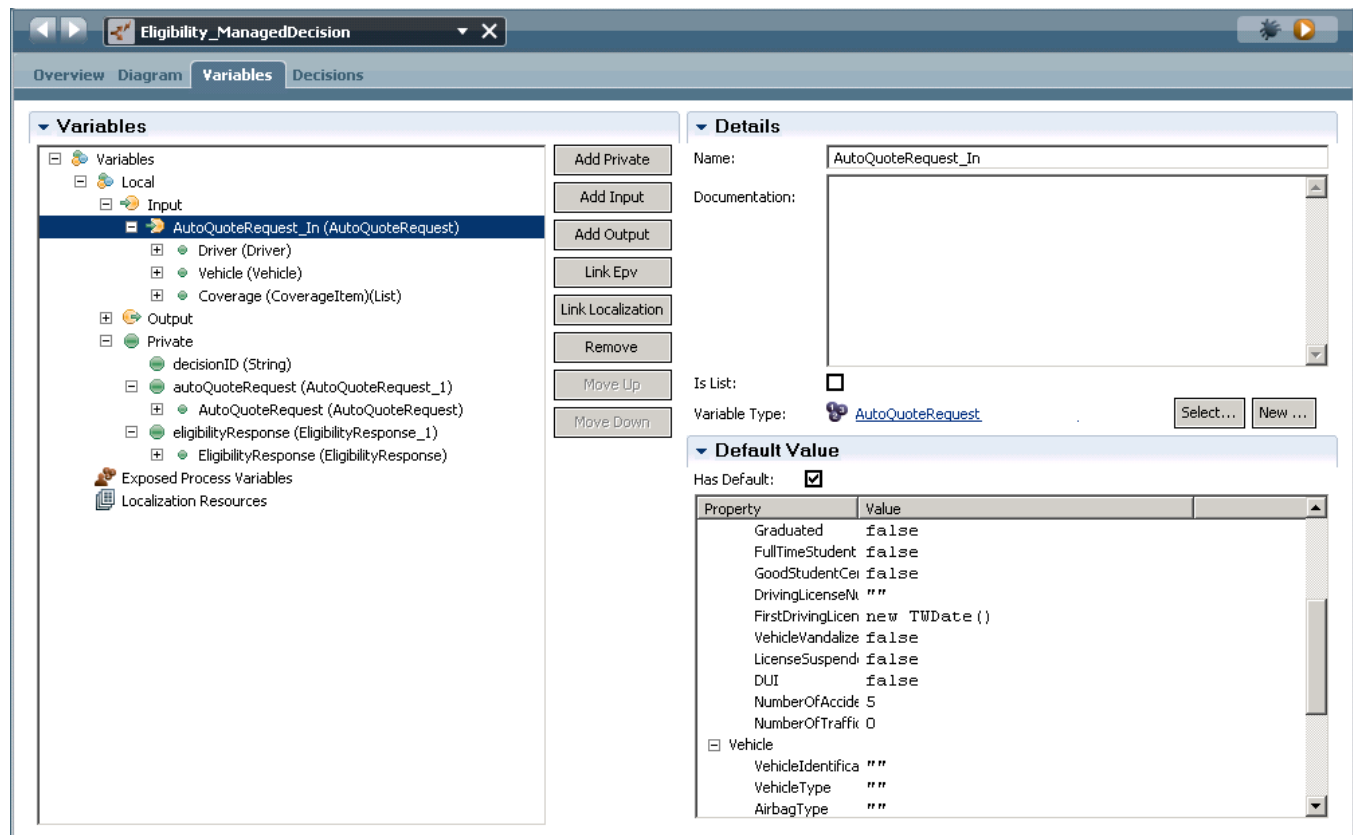 Eligibility_ManagedDecision
Overview Diagram Variables Decisions
Variables
Variables
Local
Input
AutoQuoteRequest_In (AutoQuoteRequest)
Driver (Driver)
Vehicle (Vehicle)
Coverage (CoverageItem)(List)
Output
Private
decisionID (String)
autoQuoteRequest (AutoQuoteRequest_1)
AutoQuoteRequest (AutoQuoteRequest)
eligibilityResponse (EligibilityResponse_1)
EligibilityResponse (EligibilityResponse)
Exposed Process Variables
Localization Resources
Add Private
Add Input
Add Output
Link Epv
Link Localization
Remove
Move Up
Move Down
Details
Name: AutoQuoteRequest_In
Documentation:
Is List:
Variable Type: AutoQuoteRequest Select... New ...
Default Value
Has Default:
Property Value
Graduated false
FullTimeStudent false
GoodStudentCer false
DrivingLicenseNu ""
FirstDrivingLicen new TWDate()
VehicleVandalize false
LicenseSuspende false
DUI false
NumberOfAccide 5
NumberOfTraffic 0
Vehicle
VehicleIdentifica ""
VehicleType ""
AirbagType ""